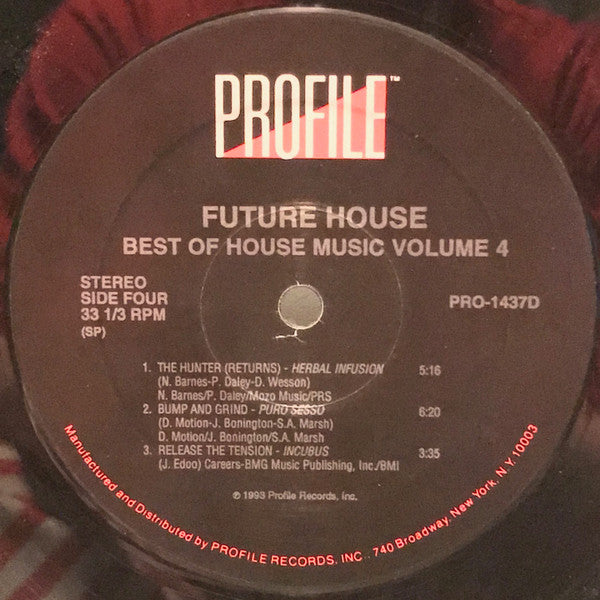 PROFILE™
FUTURE HOUSE
BEST OF HOUSE MUSIC VOLUME 4
STEREO
SIDE FOUR
33 1/3 RPM
(SP)
PRO-1437D
1. THE HUNTER (RETURNS) - HERBAL INFUSION 5:16
(N. Barnes-P. Daley-D. Wesson)
N. Barnes/P. Daley/Mozo Music/PRS
2. BUMP AND GRIND - PURO SESSO 6:20
(D. Motion-J. Bonington-S.A. Marsh)
D. Motion/J. Bonington/S.A. Marsh
3. RELEASE THE TENSION - INCUBUS 3:35
(J. Edoo) Careers-BMG Music Publishing, Inc./BMI
℗ 1993 Profile Records, Inc.
Manufactured and Distributed by PROFILE RECORDS, INC., 740 Broadway, New York, N.Y. 10003